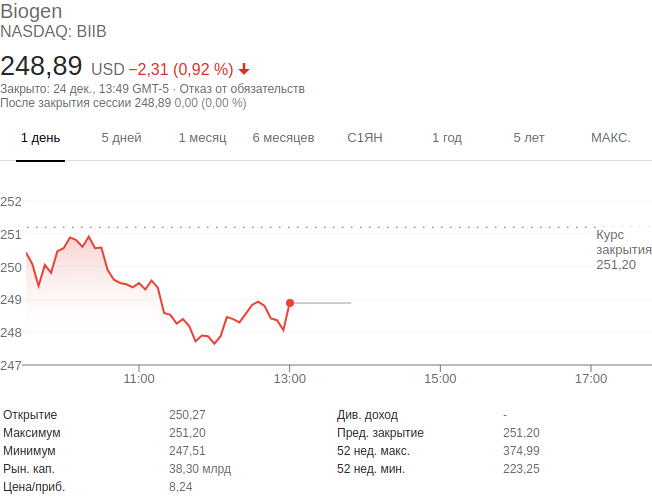 Biogen
NASDAQ: BIIB
248,89 USD −2,31 (0,92 %)
Закрыто: 24 дек., 13:49 GMT-5 · Отказ от обязательств
После закрытия сессии 248,89 0,00 (0,00 %)
1 день 5 дней 1 месяц 6 месяцев С1ЯН 1 год 5 лет МАКС.
252
251
250
249
248
247
Курс
закрытия
251,20
11:00 13:00 15:00 17:00
Открытие 250,27 Див. доход -
Максимум 251,20 Пред. закрытие 251,20
Минимум 247,51 52 нед. макс. 374,99
Рын. кап. 38,30 млрд 52 нед. мин. 223,25
Цена/приб. 8,24